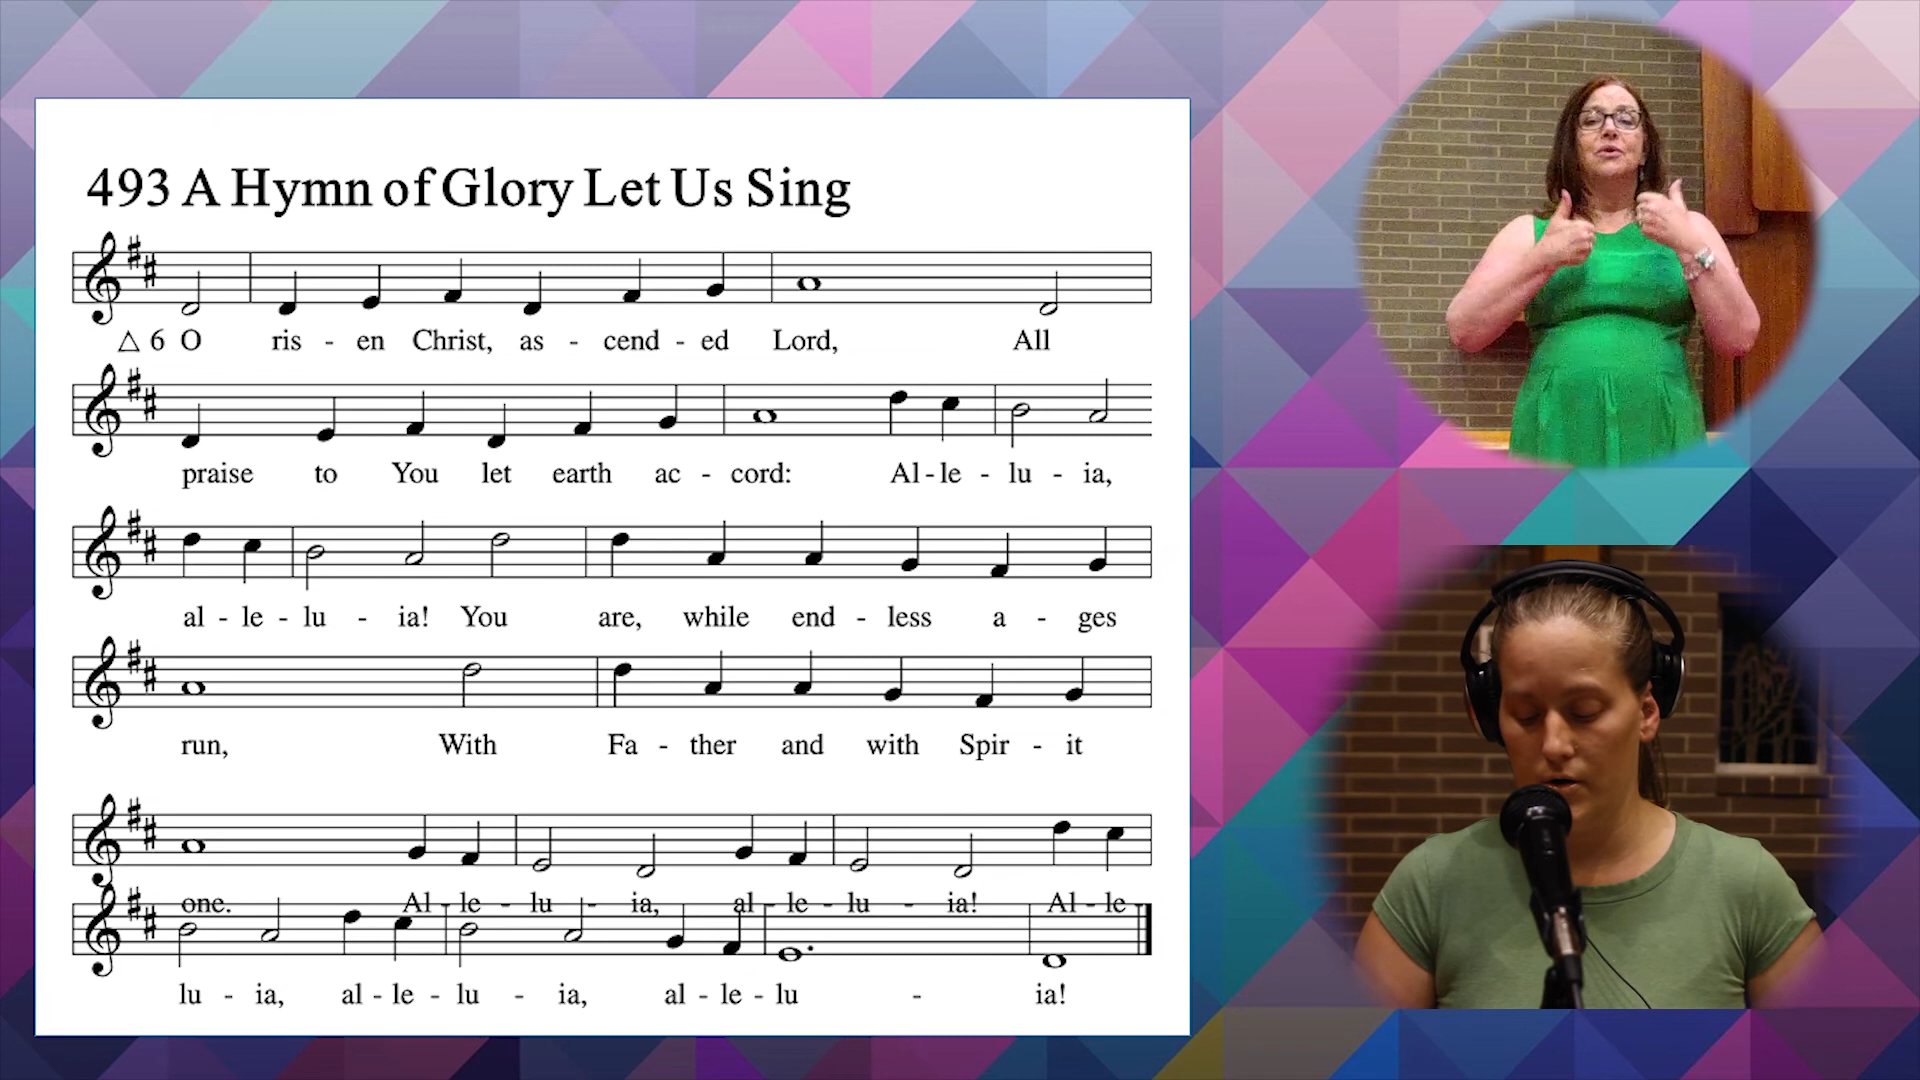 493 A Hymn of Glory Let Us Sing
△ 6 O ris - en Christ, as - cend - ed Lord, All
praise to You let earth ac - cord: Al - le - lu - ia,
al - le - lu - ia! You are, while end - less a - ges
run, With Fa - ther and with Spir - it
one. Al - le - lu - ia, al - le - lu - ia! Al - le -
lu - ia, al - le - lu - ia, al - le - lu - ia!